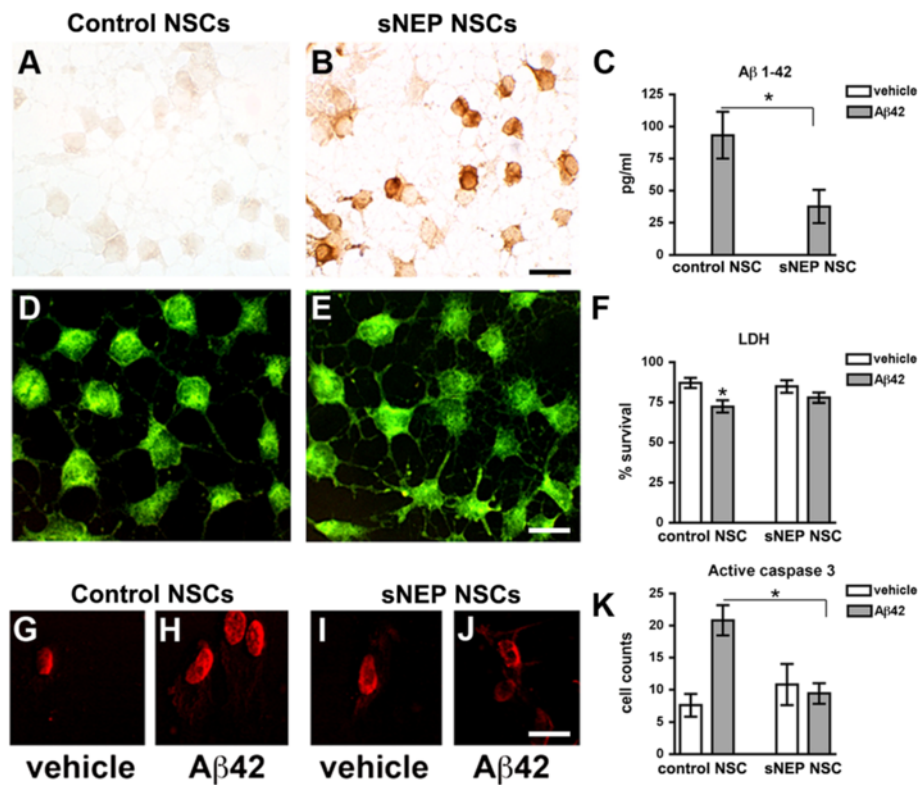 Control NSCs
sNEP NSCs
A
B
C
Aβ 1-42
vehicle
Aβ42
*
125
100
75
50
25
0
pg/ml
control NSC
sNEP NSC
D
E
F
LDH
vehicle
Aβ42
*
100
75
50
25
0
% survival
control NSC
sNEP NSC
Control NSCs
sNEP NSCs
G
H
I
J
vehicle
Aβ42
vehicle
Aβ42
K
Active caspase 3
vehicle
Aβ42
*
25
20
15
10
5
0
cell counts
control NSC
sNEP NSC